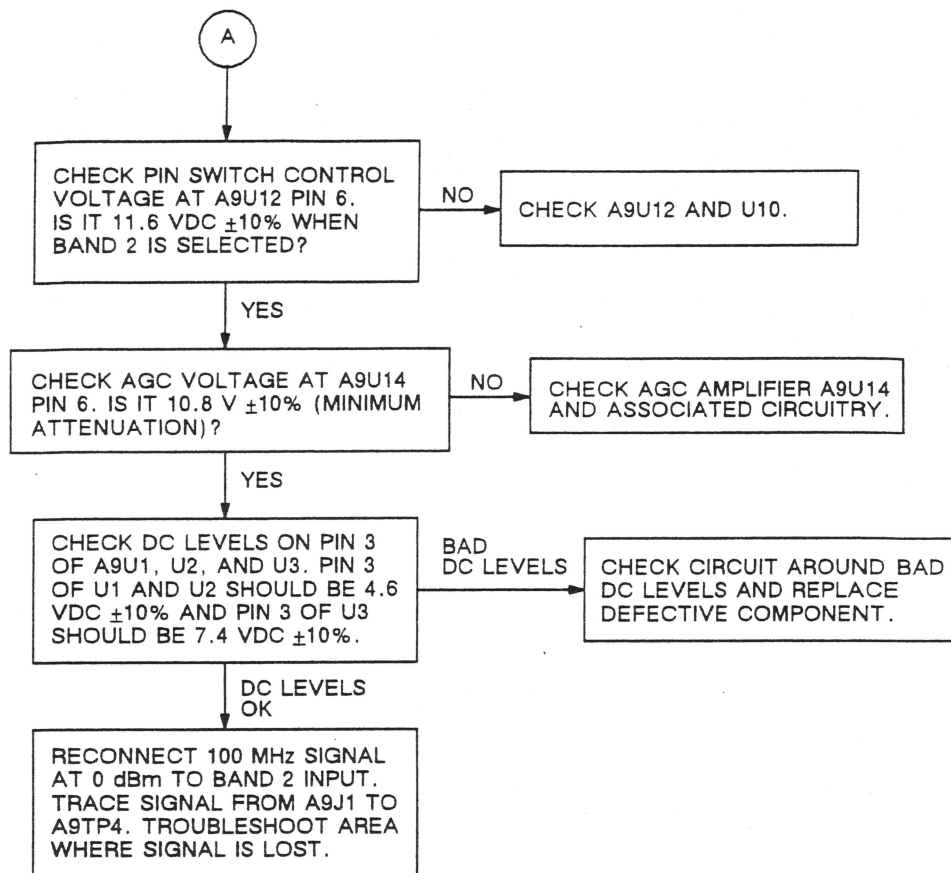 A
CHECK PIN SWITCH CONTROL
VOLTAGE AT A9U12 PIN 6.
IS IT 11.6 VDC ±10% WHEN
BAND 2 IS SELECTED?
NO
CHECK A9U12 AND U10.
YES
CHECK AGC VOLTAGE AT A9U14
PIN 6. IS IT 10.8 V ±10% (MINIMUM
ATTENUATION)?
NO
CHECK AGC AMPLIFIER A9U14
AND ASSOCIATED CIRCUITRY.
YES
CHECK DC LEVELS ON PIN 3
OF A9U1, U2, AND U3. PIN 3
OF U1 AND U2 SHOULD BE 4.6
VDC ±10% AND PIN 3 OF U3
SHOULD BE 7.4 VDC ±10%.
BAD
DC LEVELS
CHECK CIRCUIT AROUND BAD
DC LEVELS AND REPLACE
DEFECTIVE COMPONENT.
DC LEVELS
OK
RECONNECT 100 MHz SIGNAL
AT 0 dBm TO BAND 2 INPUT.
TRACE SIGNAL FROM A9J1 TO
A9TP4. TROUBLESHOOT AREA
WHERE SIGNAL IS LOST.